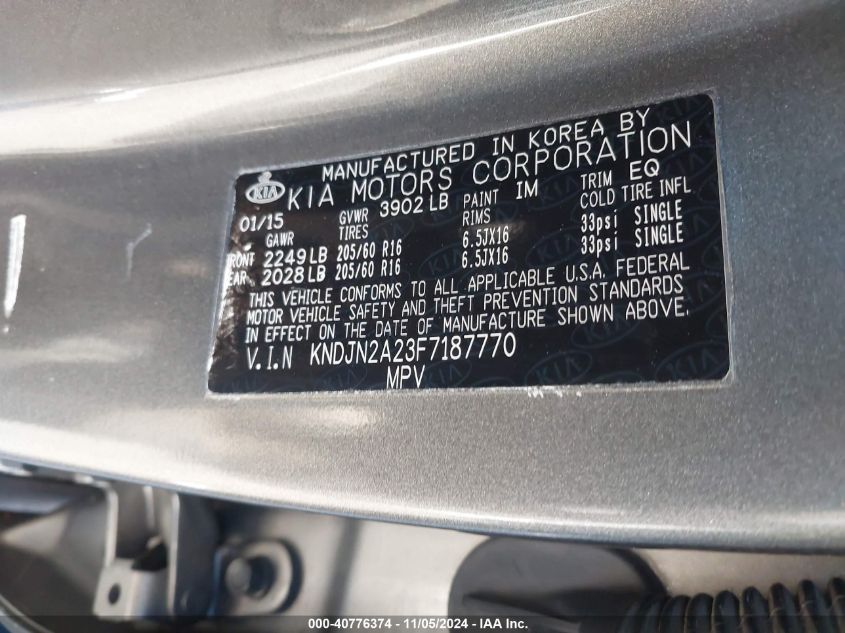 MANUFACTURED IN KOREA BY
KIA KIA MOTORS CORPORATION
01/15 GVWR 3902 LB PAINT IM TRIM EQ
GAWR TIRES RIMS COLD TIRE INFL
FRONT 2249 LB 205/60 R16 6.5JX16 33psi SINGLE
REAR 2028 LB 205/60 R16 6.5JX16 33psi SINGLE
THIS VEHICLE CONFORMS TO ALL APPLICABLE U.S.A. FEDERAL
MOTOR VEHICLE SAFETY AND THEFT PREVENTION STANDARDS
IN EFFECT ON THE DATE OF MANUFACTURE SHOWN ABOVE.
V.I.N KNDJN2A23F7187770
MPV
000-40776374 - 11/05/2024 - IAA Inc.